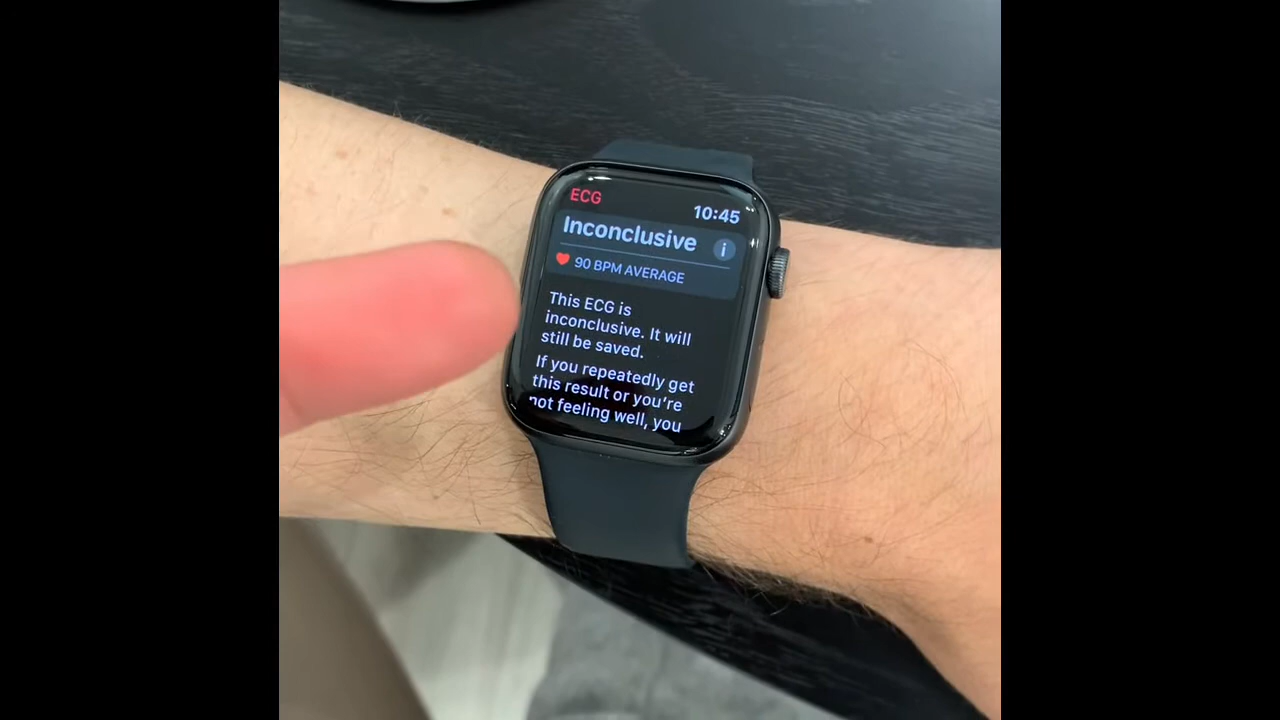 ECG
10:45
Inconclusive
90 BPM AVERAGE
This ECG is
inconclusive. It will
still be saved.
If you repeatedly get
this result or you're
not feeling well, you